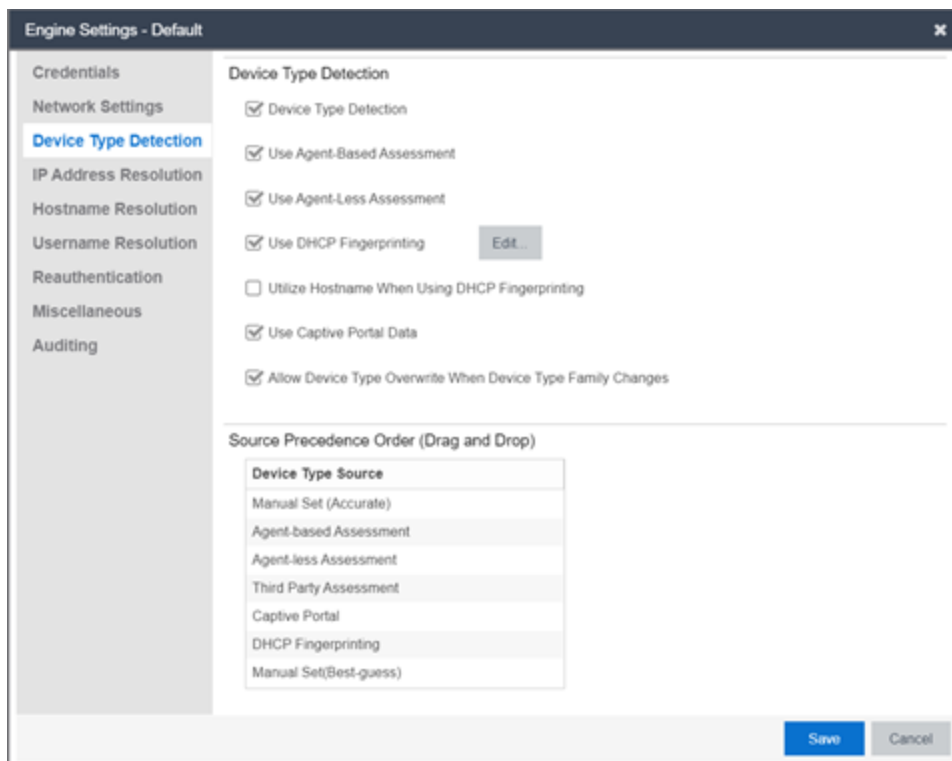 Engine Settings - Default
Credentials
Network Settings
Device Type Detection
IP Address Resolution
Hostname Resolution
Username Resolution
Reauthentication
Miscellaneous
Auditing
Device Type Detection
Device Type Detection
Use Agent-Based Assessment
Use Agent-Less Assessment
Use DHCP Fingerprinting Edit...
Utilize Hostname When Using DHCP Fingerprinting
Use Captive Portal Data
Allow Device Type Overwrite When Device Type Family Changes
Source Precedence Order (Drag and Drop)
Device Type Source
Manual Set (Accurate)
Agent-based Assessment
Agent-less Assessment
Third Party Assessment
Captive Portal
DHCP Fingerprinting
Manual Set(Best-guess)
Save Cancel